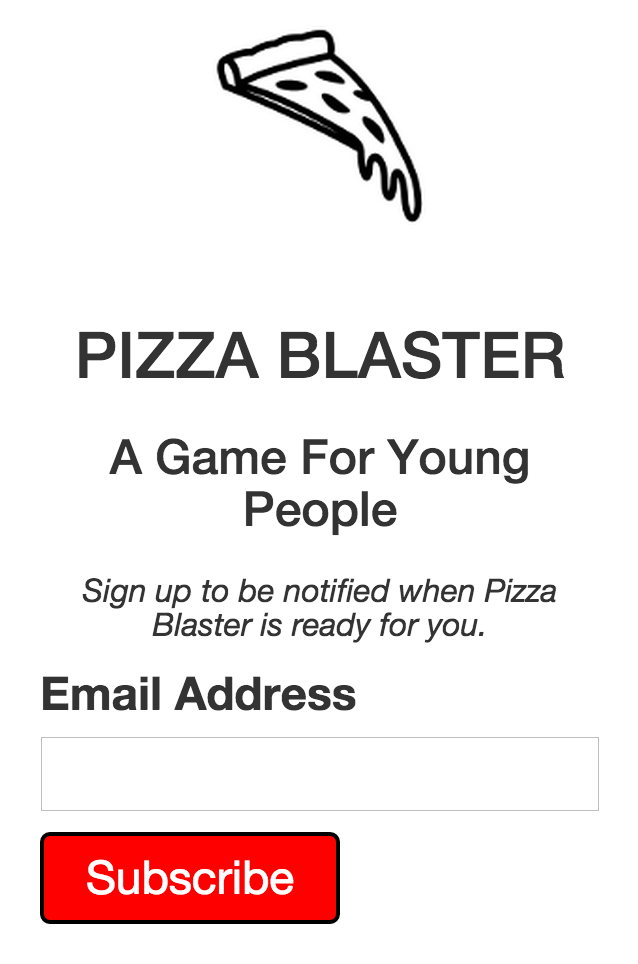 PIZZA BLASTER
A Game For Young
People
Sign up to be notified when Pizza
Blaster is ready for you.
Email Address
Subscribe